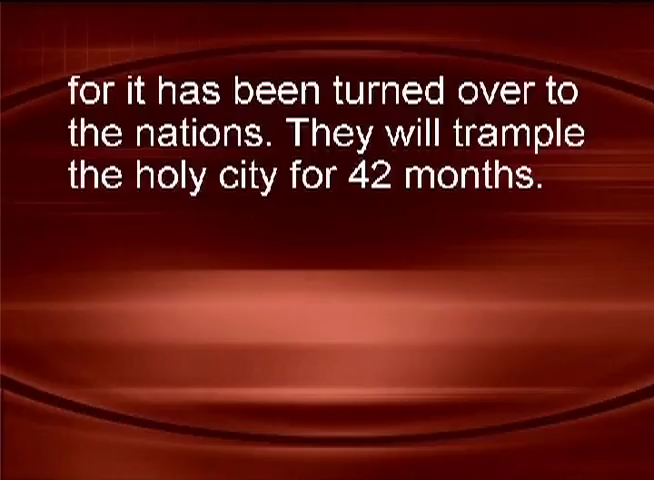 for it has been turned over to
the nations. They will trample
the holy city for 42 months.